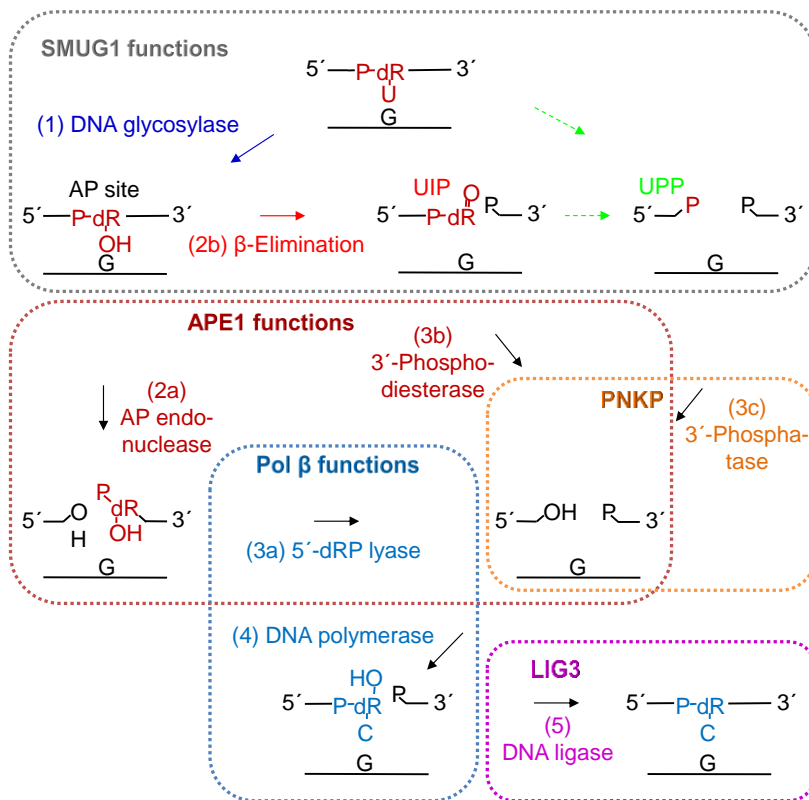 SMUG1 functions
5´ P-dR 3´
U
G
(1) DNA glycosylase
AP site
UIP
UPP
5´ P-dR 3´
OH
G
(2b) β-Elimination
5´ P-dR O P 3´
G
5´ P P 3´
G
APE1 functions
(3b)
3´-Phospho-
diesterase
(2a)
AP endo-
nuclease
PNKP
(3c)
3´-Phospha-
tase
Pol β functions
5´ O H P dR OH 3´
G
(3a) 5´-dRP lyase
5´ OH P 3´
G
(4) DNA polymerase
LIG3
HO
5´ P-dR P 3´
C
G
(5)
DNA ligase
5´ P-dR 3´
C
G